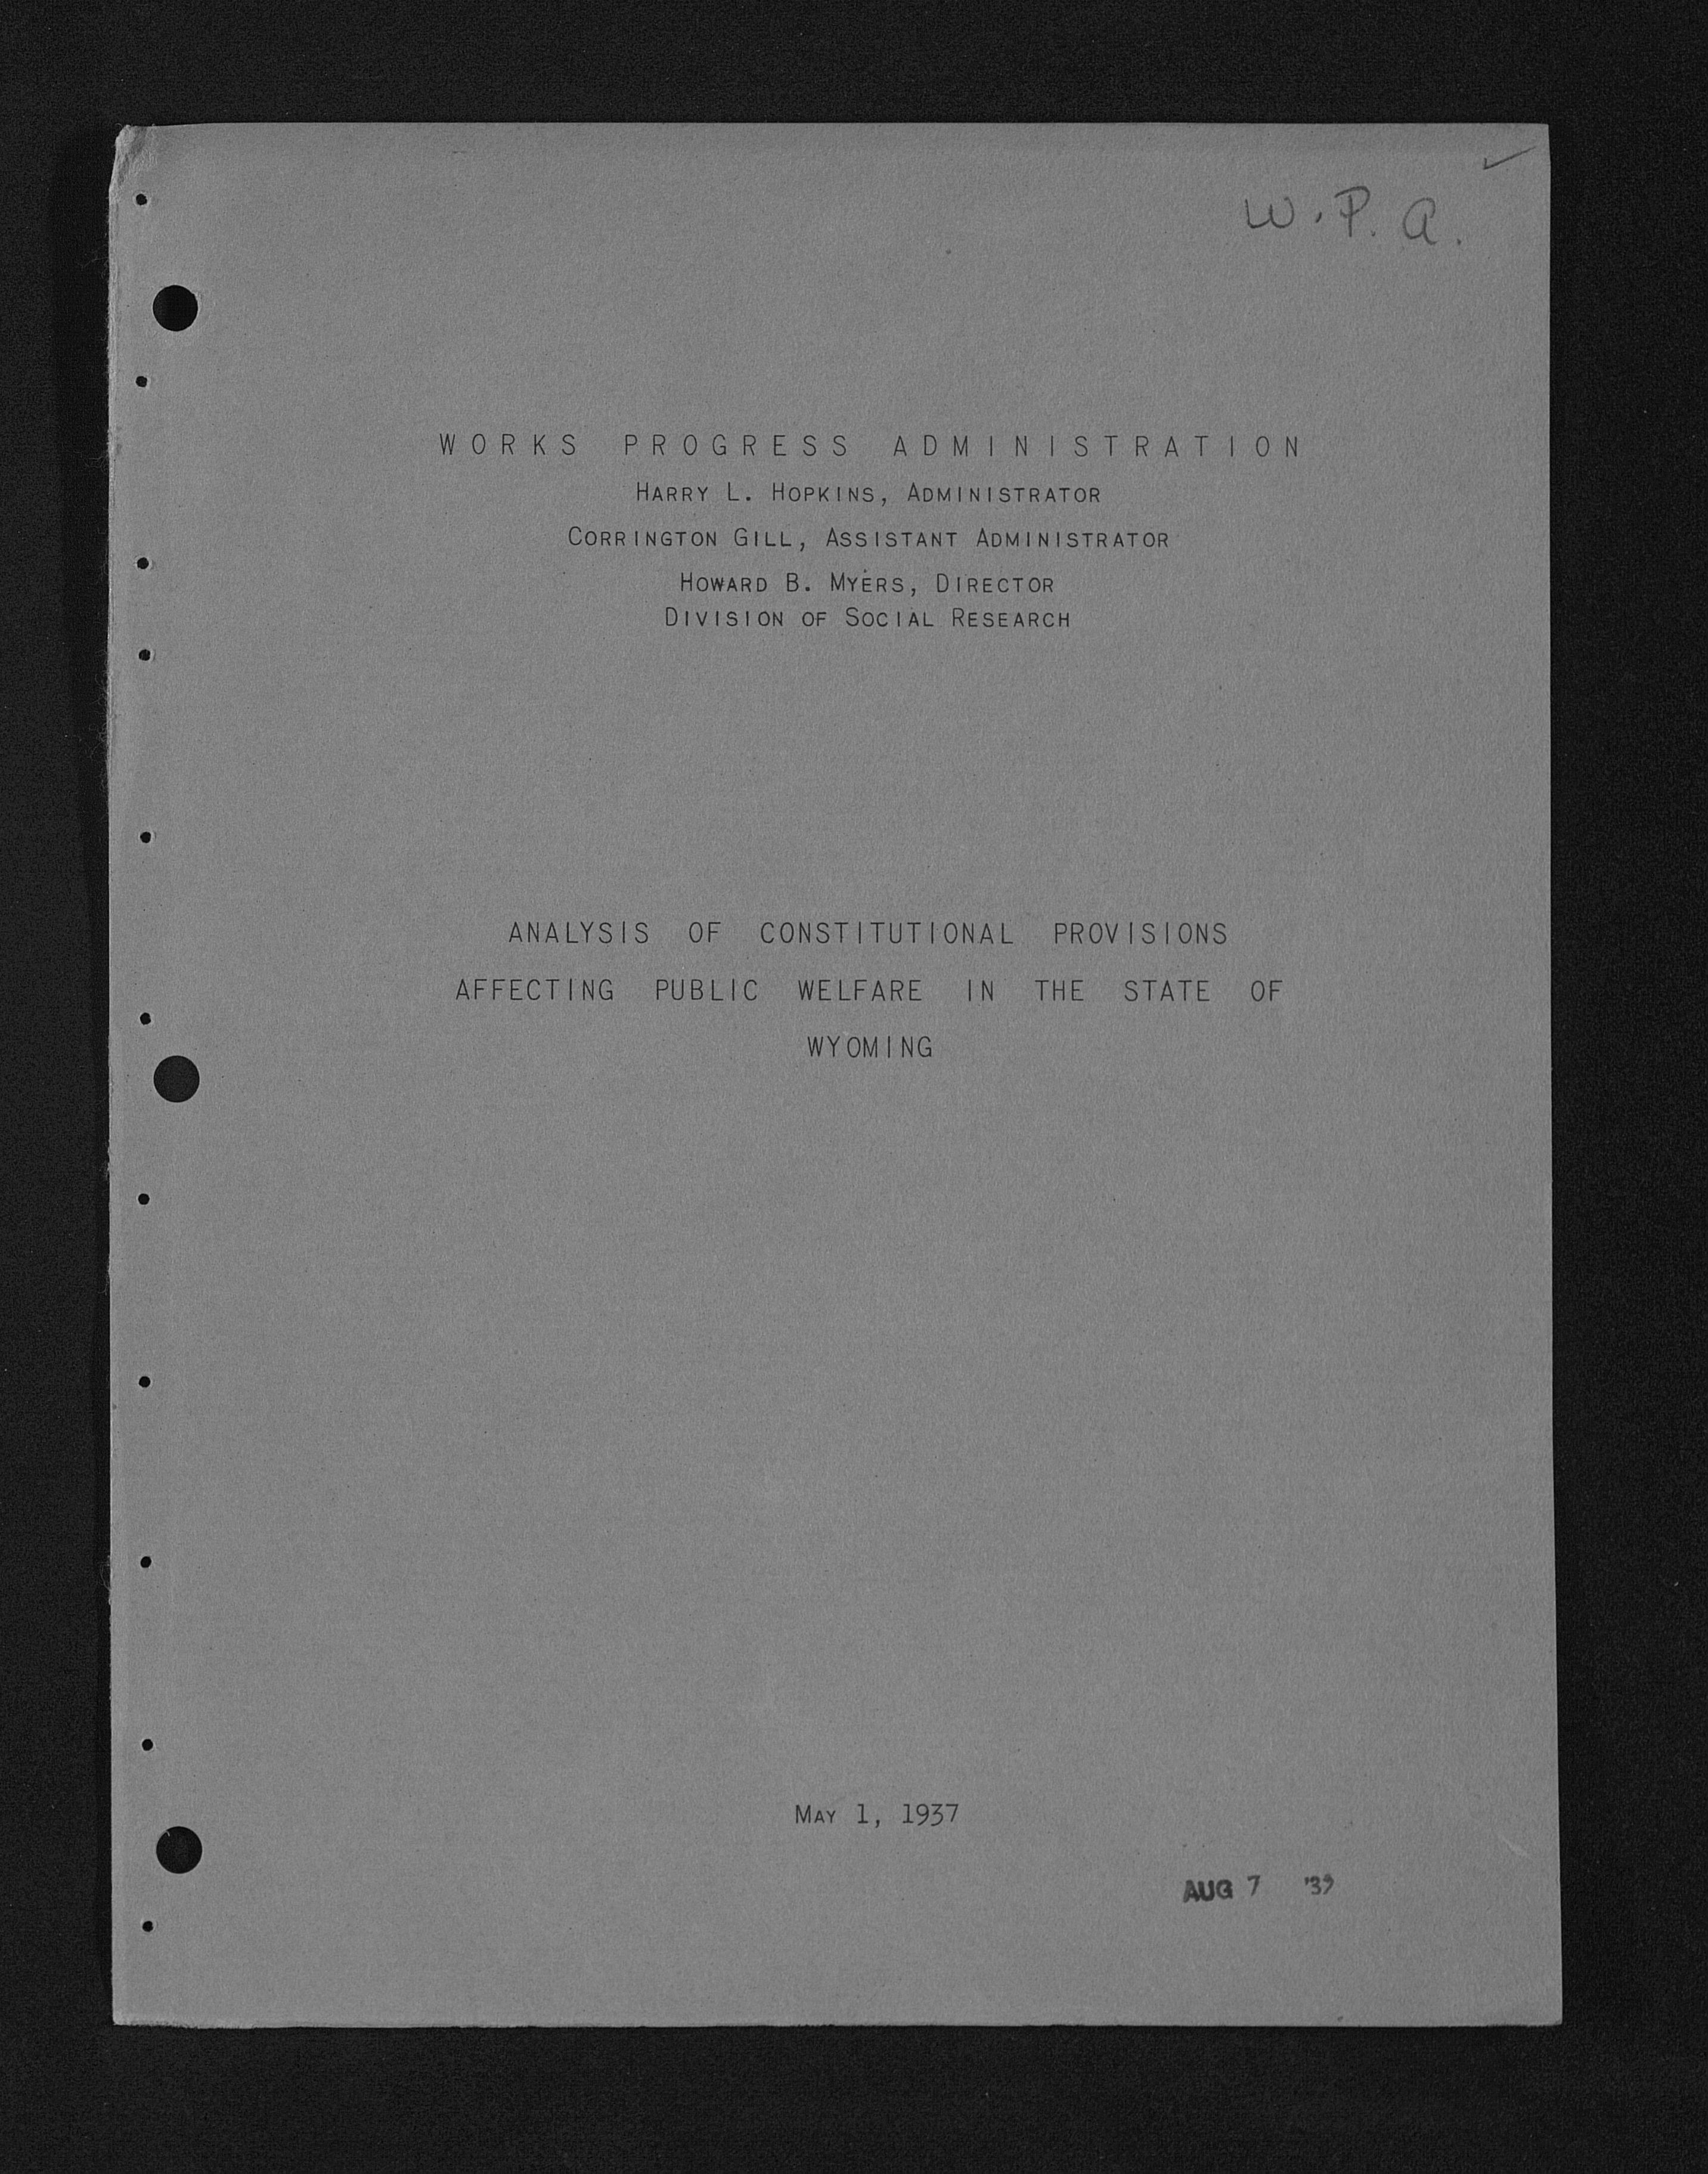 W.P.A.
WORKS PROGRESS ADMINISTRATION
HARRY L. HOPKINS, ADMINISTRATOR
CORRINGTON GILL, ASSISTANT ADMINISTRATOR
HOWARD B. MYERS, DIRECTOR
DIVISION OF SOCIAL RESEARCH
ANALYSIS OF CONSTITUTIONAL PROVISIONS
AFFECTING PUBLIC WELFARE IN THE STATE OF
WYOMING
MAY 1, 1937
AUG 7